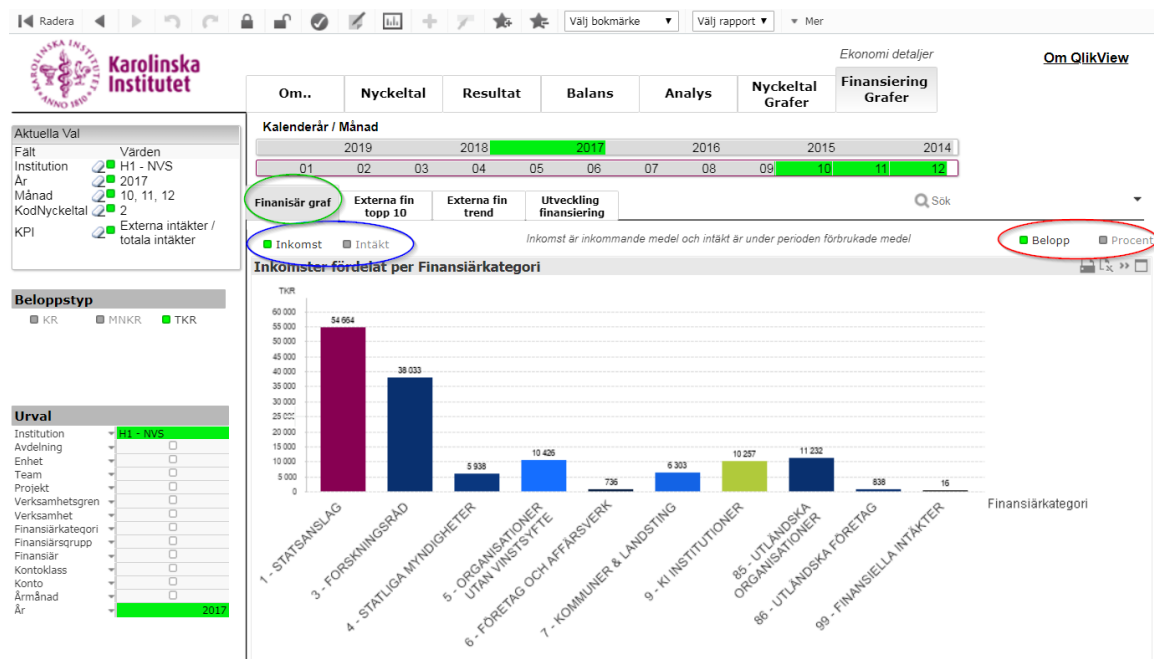 Radera
Välj bokmärke
Välj rapport
Mer
KAROLINSKA INSTITUTET
ANNO 1810
Karolinska
Institutet
Ekonomi detaljer
Om QlikView
Om..
Nyckeltal
Resultat
Balans
Analys
Nyckeltal
Grafer
Finansiering
Grafer
Kalenderår / Månad
2019 2018 2017 2016 2015 2014
01 02 03 04 05 06 07 08 09 10 11 12
Aktuella Val
Fält Värden
Institution H1 - NVS
År 2017
Månad 10, 11, 12
KodNyckeltal 2
KPI Externa intäkter /
totala intäkter
Finanisär graf
Externa fin
topp 10
Externa fin
trend
Utveckling
finansiering
Sök
Inkomst Intäkt
Inkomst är inkommande medel och intäkt är under perioden förbrukade medel
Belopp Procent
Inkomster fördelat per Finansiärkategori
Beloppstyp
KR MNKR TKR
Urval
Institution H1 - NVS
Avdelning
Enhet
Team
Projekt
Verksamhetsgren
Verksamhet
Finansiärkategori
Finansiärsgrupp
Finansiär
Kontoklass
Konto
Årmånad
År 2017
TKR
60 000
55 000
50 000
45 000
40 000
35 000
30 000
25 000
20 000
15 000
10 000
5 000
0
54 664
38 033
5 938
10 426
736
6 303
10 257
11 232
838
16
1 - STATSANSLAG
3 - FORSKNINGSRÅD
4 - STATLIGA MYNDIGHETER
5 - ORGANISATIONER
UTAN VINSTSYFTE
6 - FÖRETAG OCH AFFÄRSVERK
7 - KOMMUNER & LANDSTING
9 - KI INSTITUTIONER
85 - UTLÄNDSKA
ORGANISATIONER
86 - UTLÄNDSKA FÖRETAG
99 - FINANSIELLA INTÄKTER
Finansiärkategori